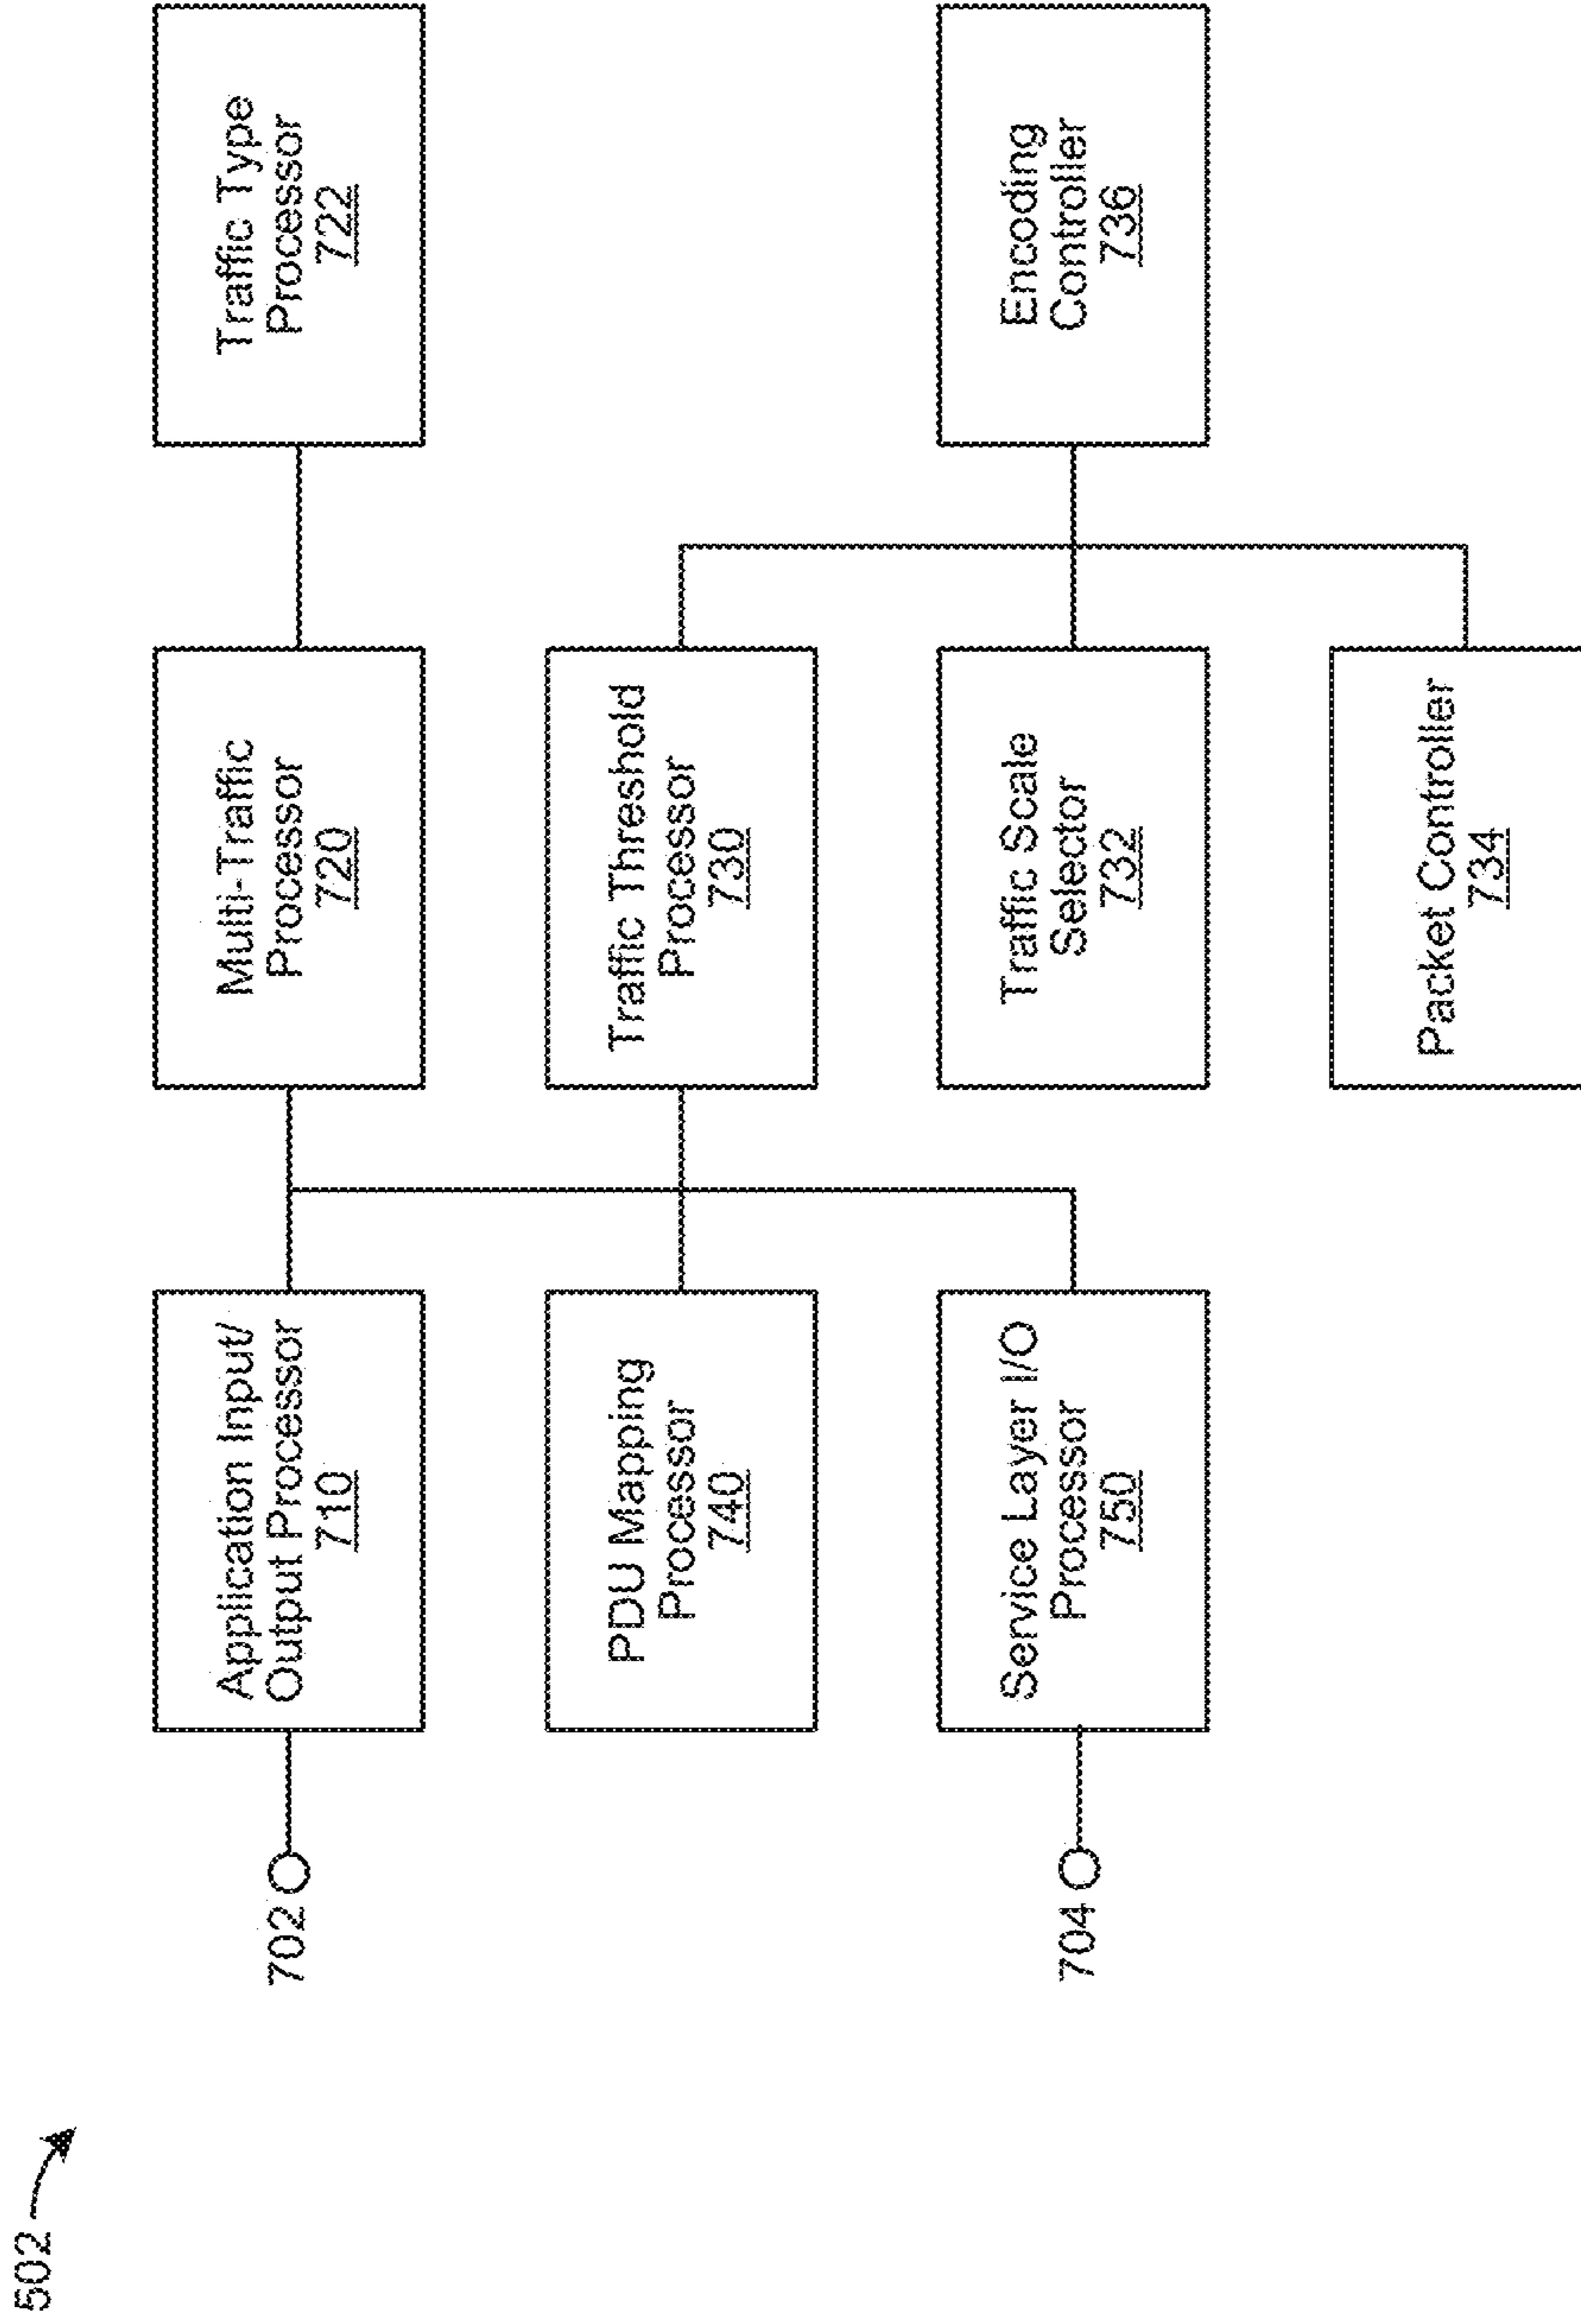 502
702
Application Input/
Output Processor
710
Multi-Traffic
Processor
720
Traffic Type
Processor
722
PDU Mapping
Processor
740
Traffic Threshold
Processor
730
704
Service Layer I/O
Processor
750
Traffic Scale
Selector
732
Encoding
Controller
736
Packet Controller
734